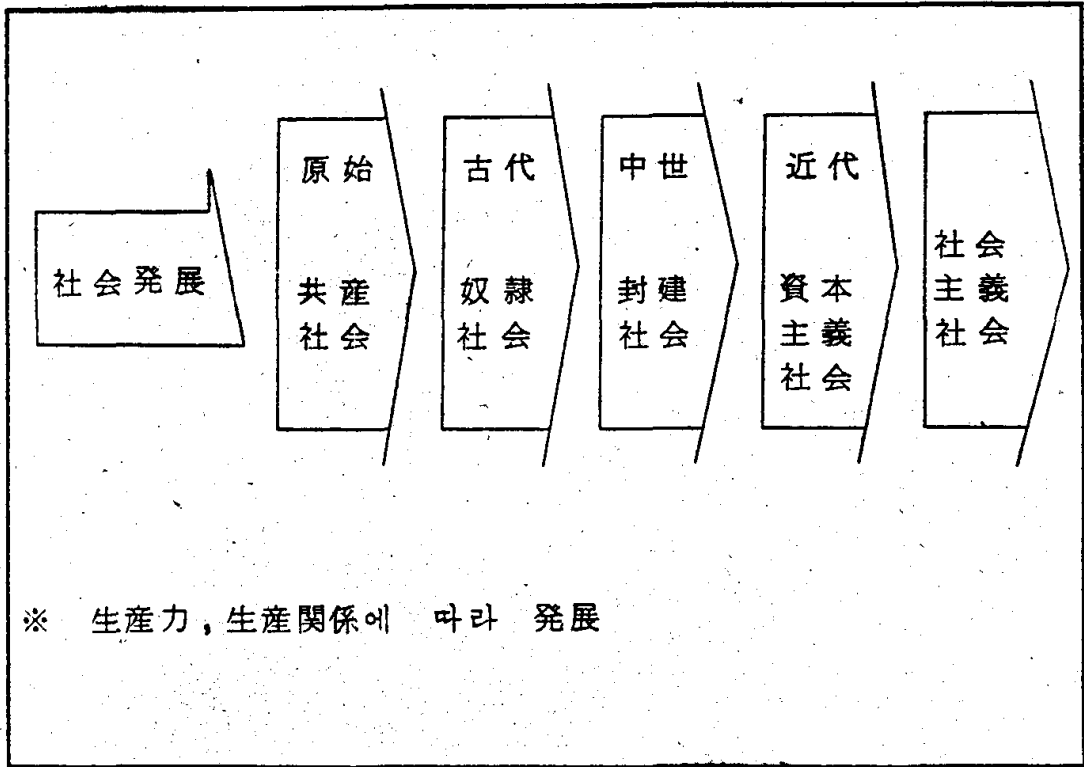 社会発展
原始
共産
社会
古代
奴隷
社会
中世
封建
社会
近代
資本
主義
社会
社会
主義
社会
※ 生産力, 生産関係에 따라 発展